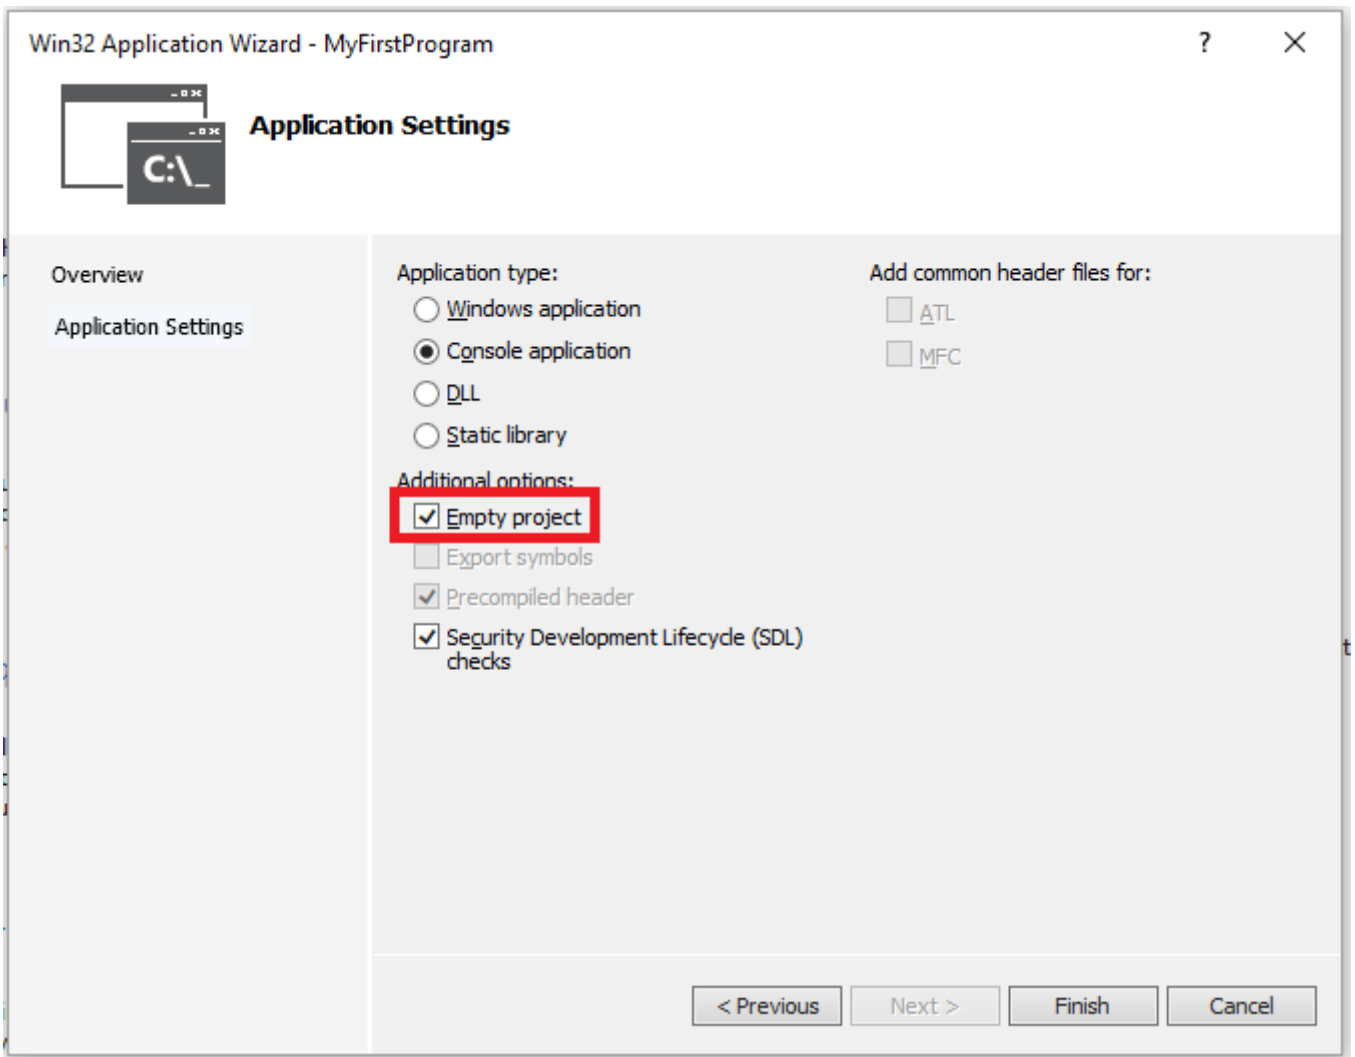 Win32 Application Wizard - MyFirstProgram
?
C:\_
Application Settings
Overview
Application Settings
Application type:
Windows application
Console application
DLL
Static library
Additional options:
Empty project
Export symbols
Precompiled header
Security Development Lifecycle (SDL)
checks
Add common header files for:
ATL
MFC
< Previous
Next >
Finish
Cancel